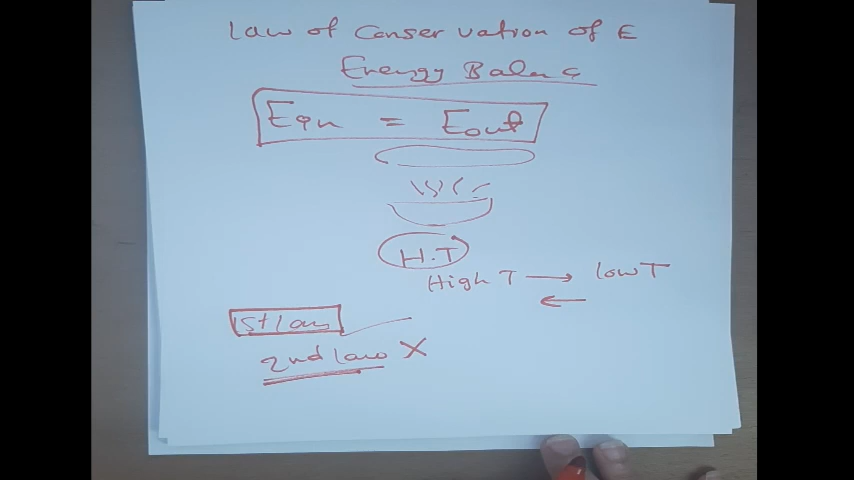 Law of Conservation of E
Energy Balance
Ein = Eout
H.T
High T → low T
←
1st Law
2nd law X